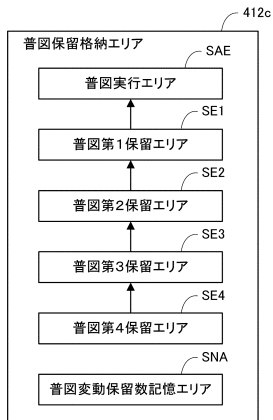 412c
普図保留格納エリア
SAE
普図実行エリア
SE1
普図第1保留エリア
SE2
普図第2保留エリア
SE3
普図第3保留エリア
SE4
普図第4保留エリア
SNA
普図変動保留数記憶エリア